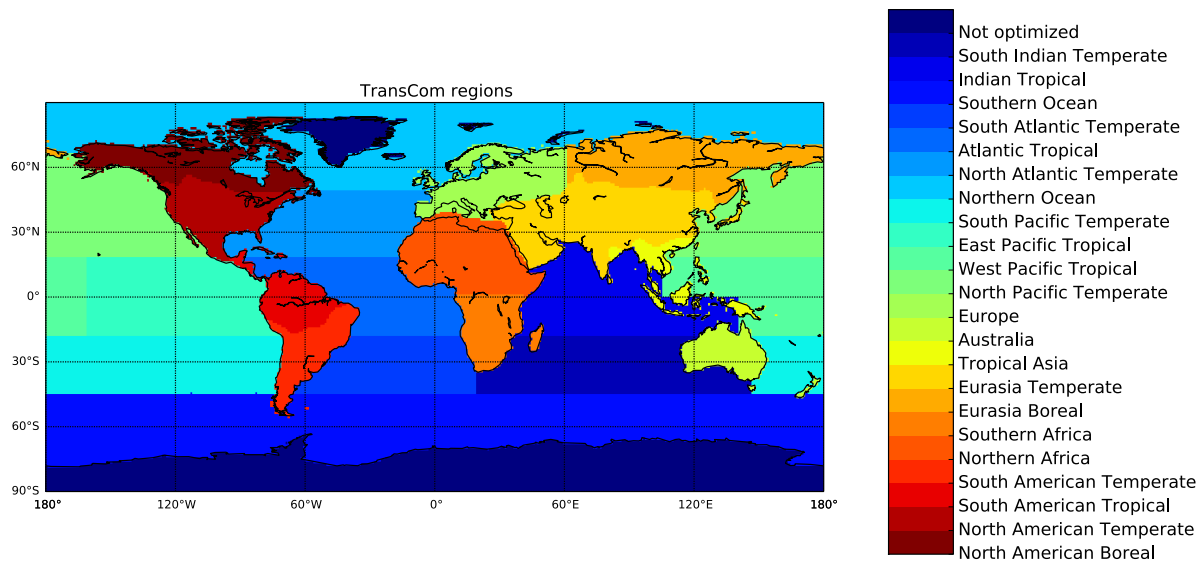 TransCom regions
60°N
30°N
0°
30°S
60°S
90°S
180°
120°W
60°W
0°
60°E
120°E
180°
Not optimized
South Indian Temperate
Indian Tropical
Southern Ocean
South Atlantic Temperate
Atlantic Tropical
North Atlantic Temperate
Northern Ocean
South Pacific Temperate
East Pacific Tropical
West Pacific Tropical
North Pacific Temperate
Europe
Australia
Tropical Asia
Eurasia Temperate
Eurasia Boreal
Southern Africa
Northern Africa
South American Temperate
South American Tropical
North American Temperate
North American Boreal